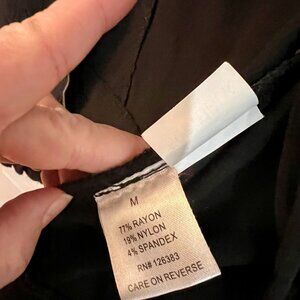 M
77% RAYON
19% NYLON
4% SPANDEX
RN# 126383
CARE ON REVERSE